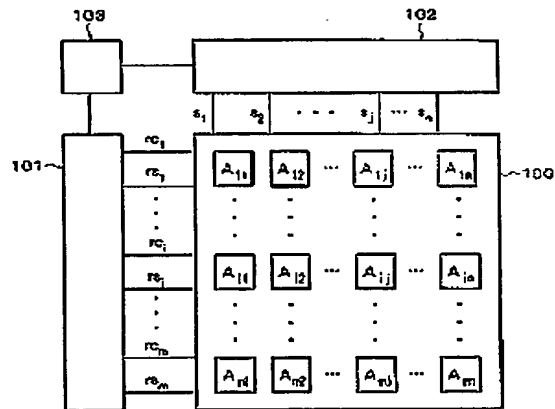 103
102
s1 s2 ... sj ... sn
101
rc1
A11 A12 ... A1j ... A1n
100
rs1
rci
Ai1 Ai2 ... Aij ... Ain
rsi
rcm
Am1 Am2 ... Amj ... Amn
rsm